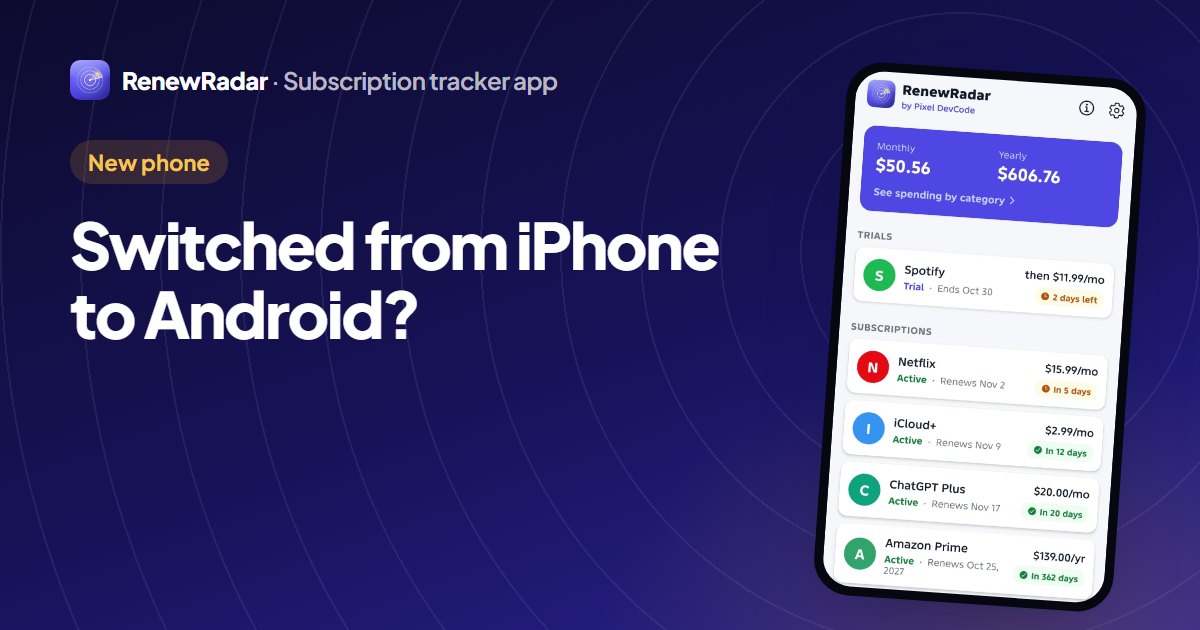 RenewRadar · Subscription tracker app
New phone
Switched from iPhone
to Android?
RenewRadar
by Pixel DevCode
Monthly
$50.56
Yearly
$606.76
See spending by category >
TRIALS
S
Spotify
then $11.99/mo
Trial · Ends Oct 30
2 days left
SUBSCRIPTIONS
N
Netflix
$15.99/mo
Active · Renews Nov 2
In 5 days
I
iCloud+
$2.99/mo
Active · Renews Nov 9
In 12 days
C
ChatGPT Plus
$20.00/mo
Active · Renews Nov 17
In 20 days
A
Amazon Prime
$139.00/yr
Active · Renews Oct 25,
2027
In 362 days